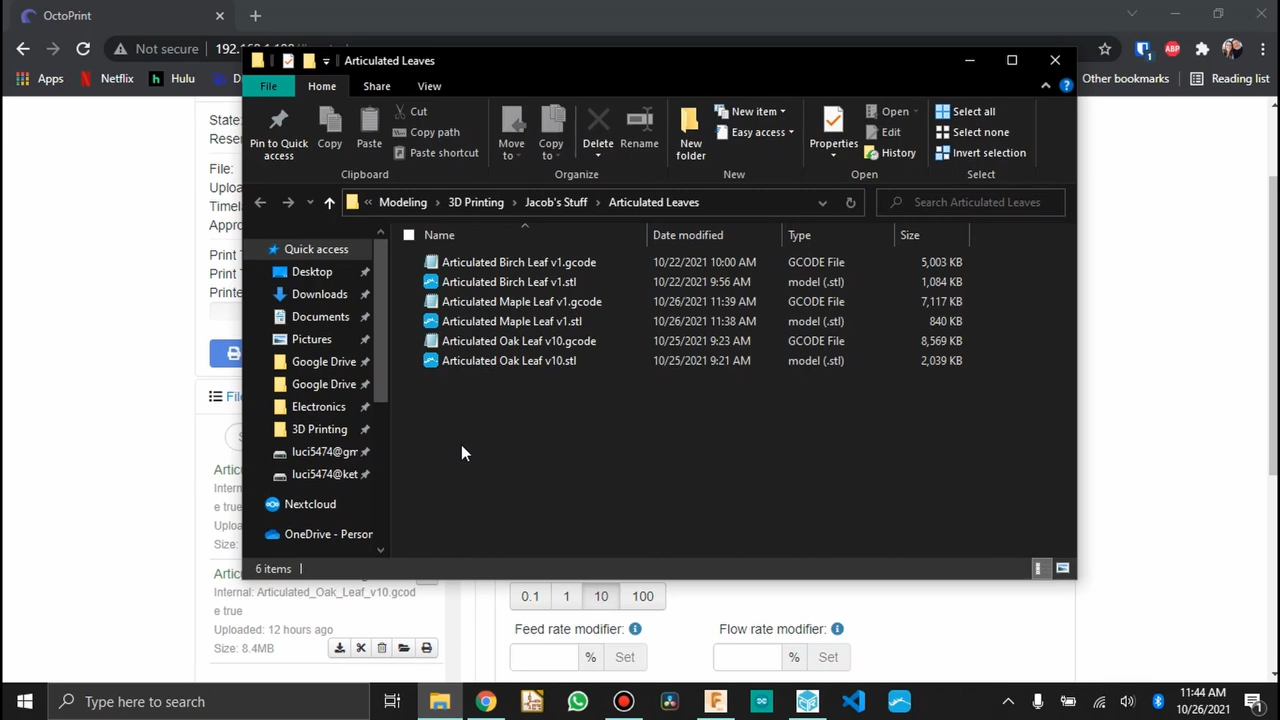 OctoPrint
Not secure
Apps
Netflix
Hulu
Other bookmarks
Reading list
ABP
Articulated Leaves
File
Home
Share
View
Pin to Quick access
Copy
Paste
Cut
Copy path
Paste shortcut
Clipboard
Move to
Copy to
Delete
Rename
Organize
New folder
New item
Easy access
New
Properties
Open
Edit
History
Open
Select all
Select none
Invert selection
Select
« Modeling › 3D Printing › Jacob's Stuff › Articulated Leaves
Search Articulated Leaves
Name Date modified Type Size
Articulated Birch Leaf v1.gcode 10/22/2021 10:00 AM GCODE File 5,003 KB
Articulated Birch Leaf v1.stl 10/22/2021 9:56 AM model (.stl) 1,084 KB
Articulated Maple Leaf v1.gcode 10/26/2021 11:39 AM GCODE File 7,117 KB
Articulated Maple Leaf v1.stl 10/26/2021 11:38 AM model (.stl) 840 KB
Articulated Oak Leaf v10.gcode 10/25/2021 9:23 AM GCODE File 8,569 KB
Articulated Oak Leaf v10.stl 10/25/2021 9:21 AM model (.stl) 2,039 KB
Quick access
Desktop
Downloads
Documents
Pictures
Google Drive
Google Drive
Electronics
3D Printing
luci5474@gm
luci5474@ket
Nextcloud
OneDrive - Person
6 items
State:
File:
Print T
Print T
Size:
Internal: Articulated_Oak_Leaf_v10.gcod
e true
Uploaded: 12 hours ago
Size: 8.4MB
0.1 1 10 100
Feed rate modifier:
Flow rate modifier:
% Set
% Set
Type here to search
11:44 AM
10/26/2021